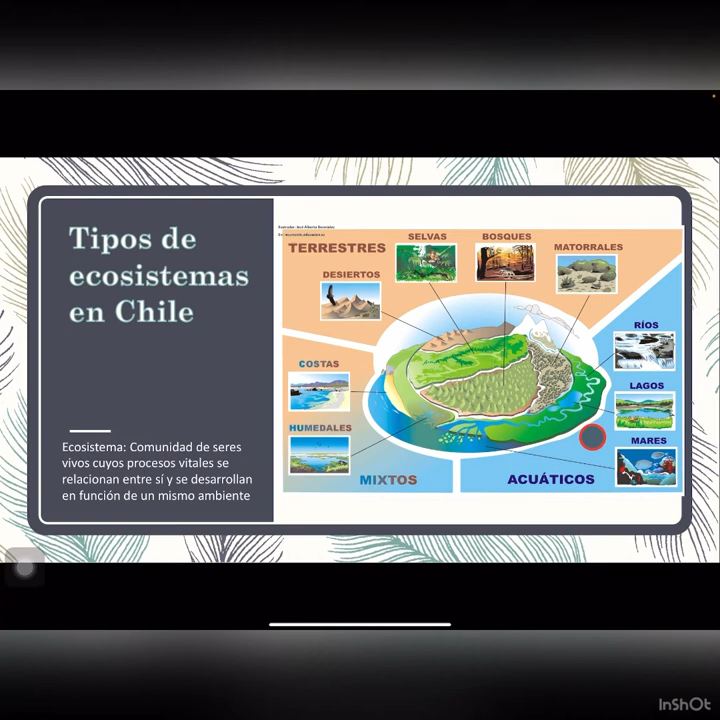 Tipos de
ecosistemas
en Chile
Ecosistema: Comunidad de seres
vivos cuyos procesos vitales se
relacionan entre sí y se desarrollan
en función de un mismo ambiente
TERRESTRES
SELVAS
BOSQUES
MATORRALES
DESIERTOS
RÍOS
COSTAS
LAGOS
HUMEDALES
MARES
MIXTOS
ACUÁTICOS
InShOt